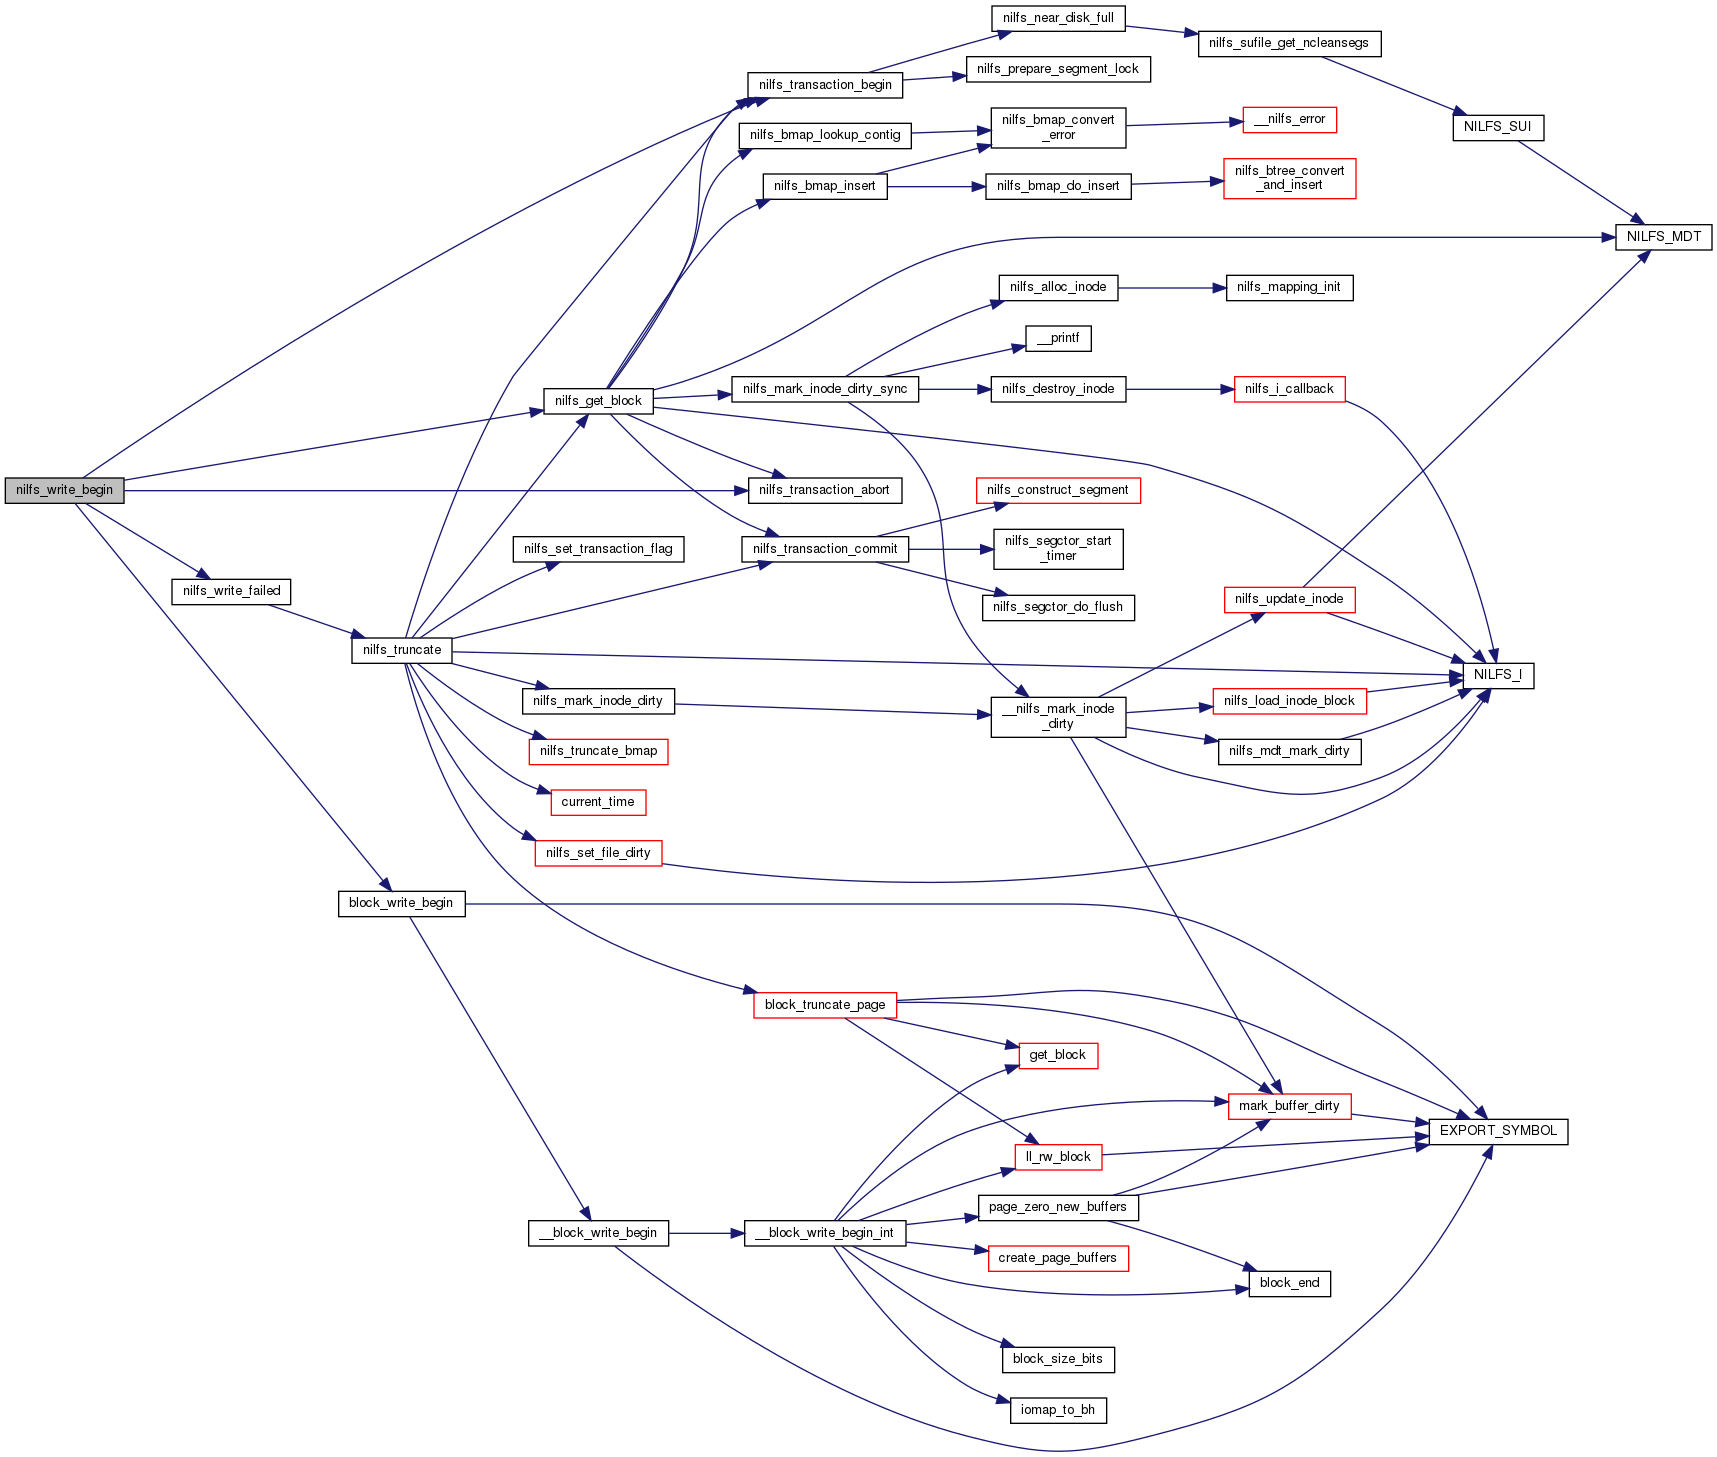 nilfs_near_disk_full
nilfs_sufile_get_ncleansegs
nilfs_prepare_segment_lock
nilfs_transaction_begin
nilfs_bmap_convert
_error
__nilfs_error
NILFS_SUI
nilfs_bmap_lookup_contig
nilfs_btree_convert
_and_insert
nilfs_bmap_insert
nilfs_bmap_do_insert
NILFS_MDT
nilfs_alloc_inode
nilfs_mapping_init
__printf
nilfs_mark_inode_dirty_sync
nilfs_destroy_inode
nilfs_i_callback
nilfs_get_block
nilfs_write_begin
nilfs_transaction_abort
nilfs_construct_segment
nilfs_set_transaction_flag
nilfs_transaction_commit
nilfs_segctor_start
_timer
nilfs_write_failed
nilfs_segctor_do_flush
nilfs_update_inode
nilfs_truncate
NILFS_I
nilfs_mark_inode_dirty
__nilfs_mark_inode
_dirty
nilfs_load_inode_block
nilfs_truncate_bmap
nilfs_mdt_mark_dirty
current_time
nilfs_set_file_dirty
block_write_begin
block_truncate_page
get_block
mark_buffer_dirty
EXPORT_SYMBOL
ll_rw_block
page_zero_new_buffers
__block_write_begin
__block_write_begin_int
create_page_buffers
block_end
block_size_bits
iomap_to_bh